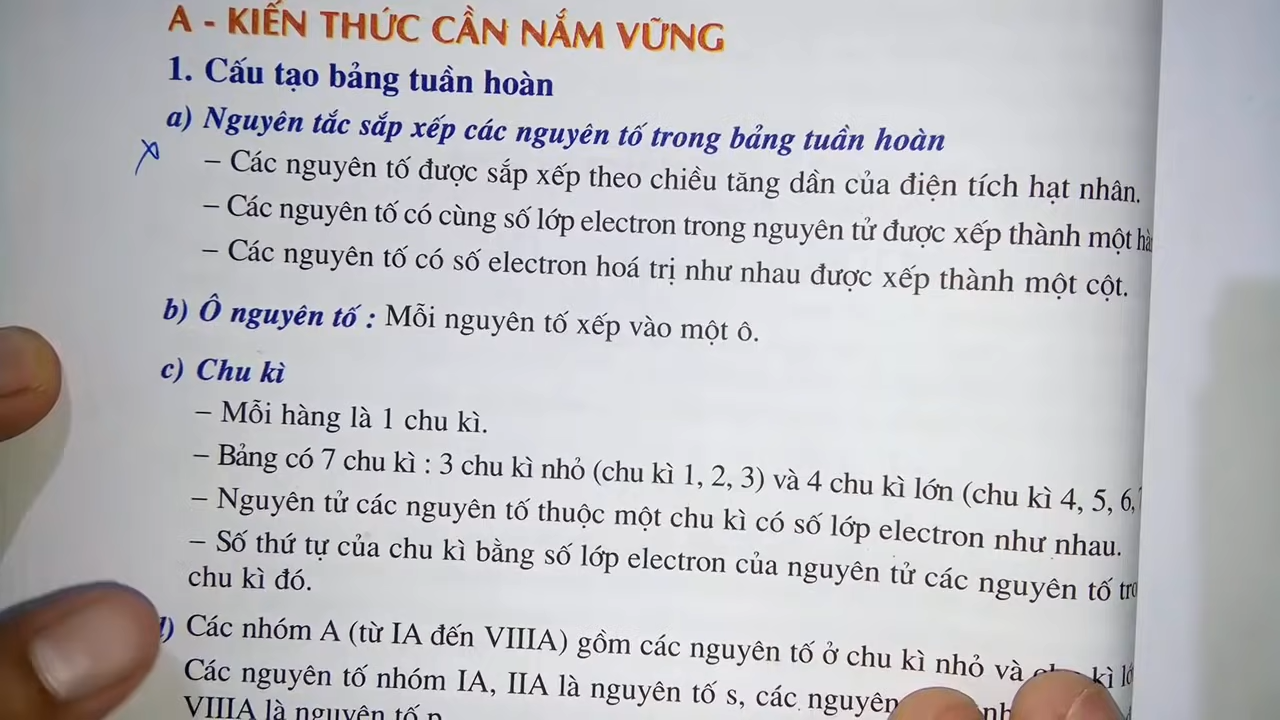 A - KIẾN THỨC CẦN NẮM VỮNG
1. Cấu tạo bảng tuần hoàn
a) Nguyên tắc sắp xếp các nguyên tố trong bảng tuần hoàn
– Các nguyên tố được sắp xếp theo chiều tăng dần của điện tích hạt nhân.
– Các nguyên tố có cùng số lớp electron trong nguyên tử được xếp thành một
– Các nguyên tố có số electron hoá trị như nhau được xếp thành một cột.
b) Ô nguyên tố : Mỗi nguyên tố xếp vào một ô.
c) Chu kì
– Mỗi hàng là 1 chu kì.
– Bảng có 7 chu kì : 3 chu kì nhỏ (chu kì 1, 2, 3) và 4 chu kì lớn (chu kì 4, 5, 6,
– Nguyên tử các nguyên tố thuộc một chu kì có số lớp electron như nhau.
– Số thứ tự của chu kì bằng số lớp electron của nguyên tử các nguyên tố
chu kì đó.
Các nhóm A (từ IA đến VIIIA) gồm các nguyên tố ở chu kì nhỏ và kì
Các nguyên tố nhóm IA, IIA là nguyên tố s, các nguyên
VIIIA là nguyên tố p